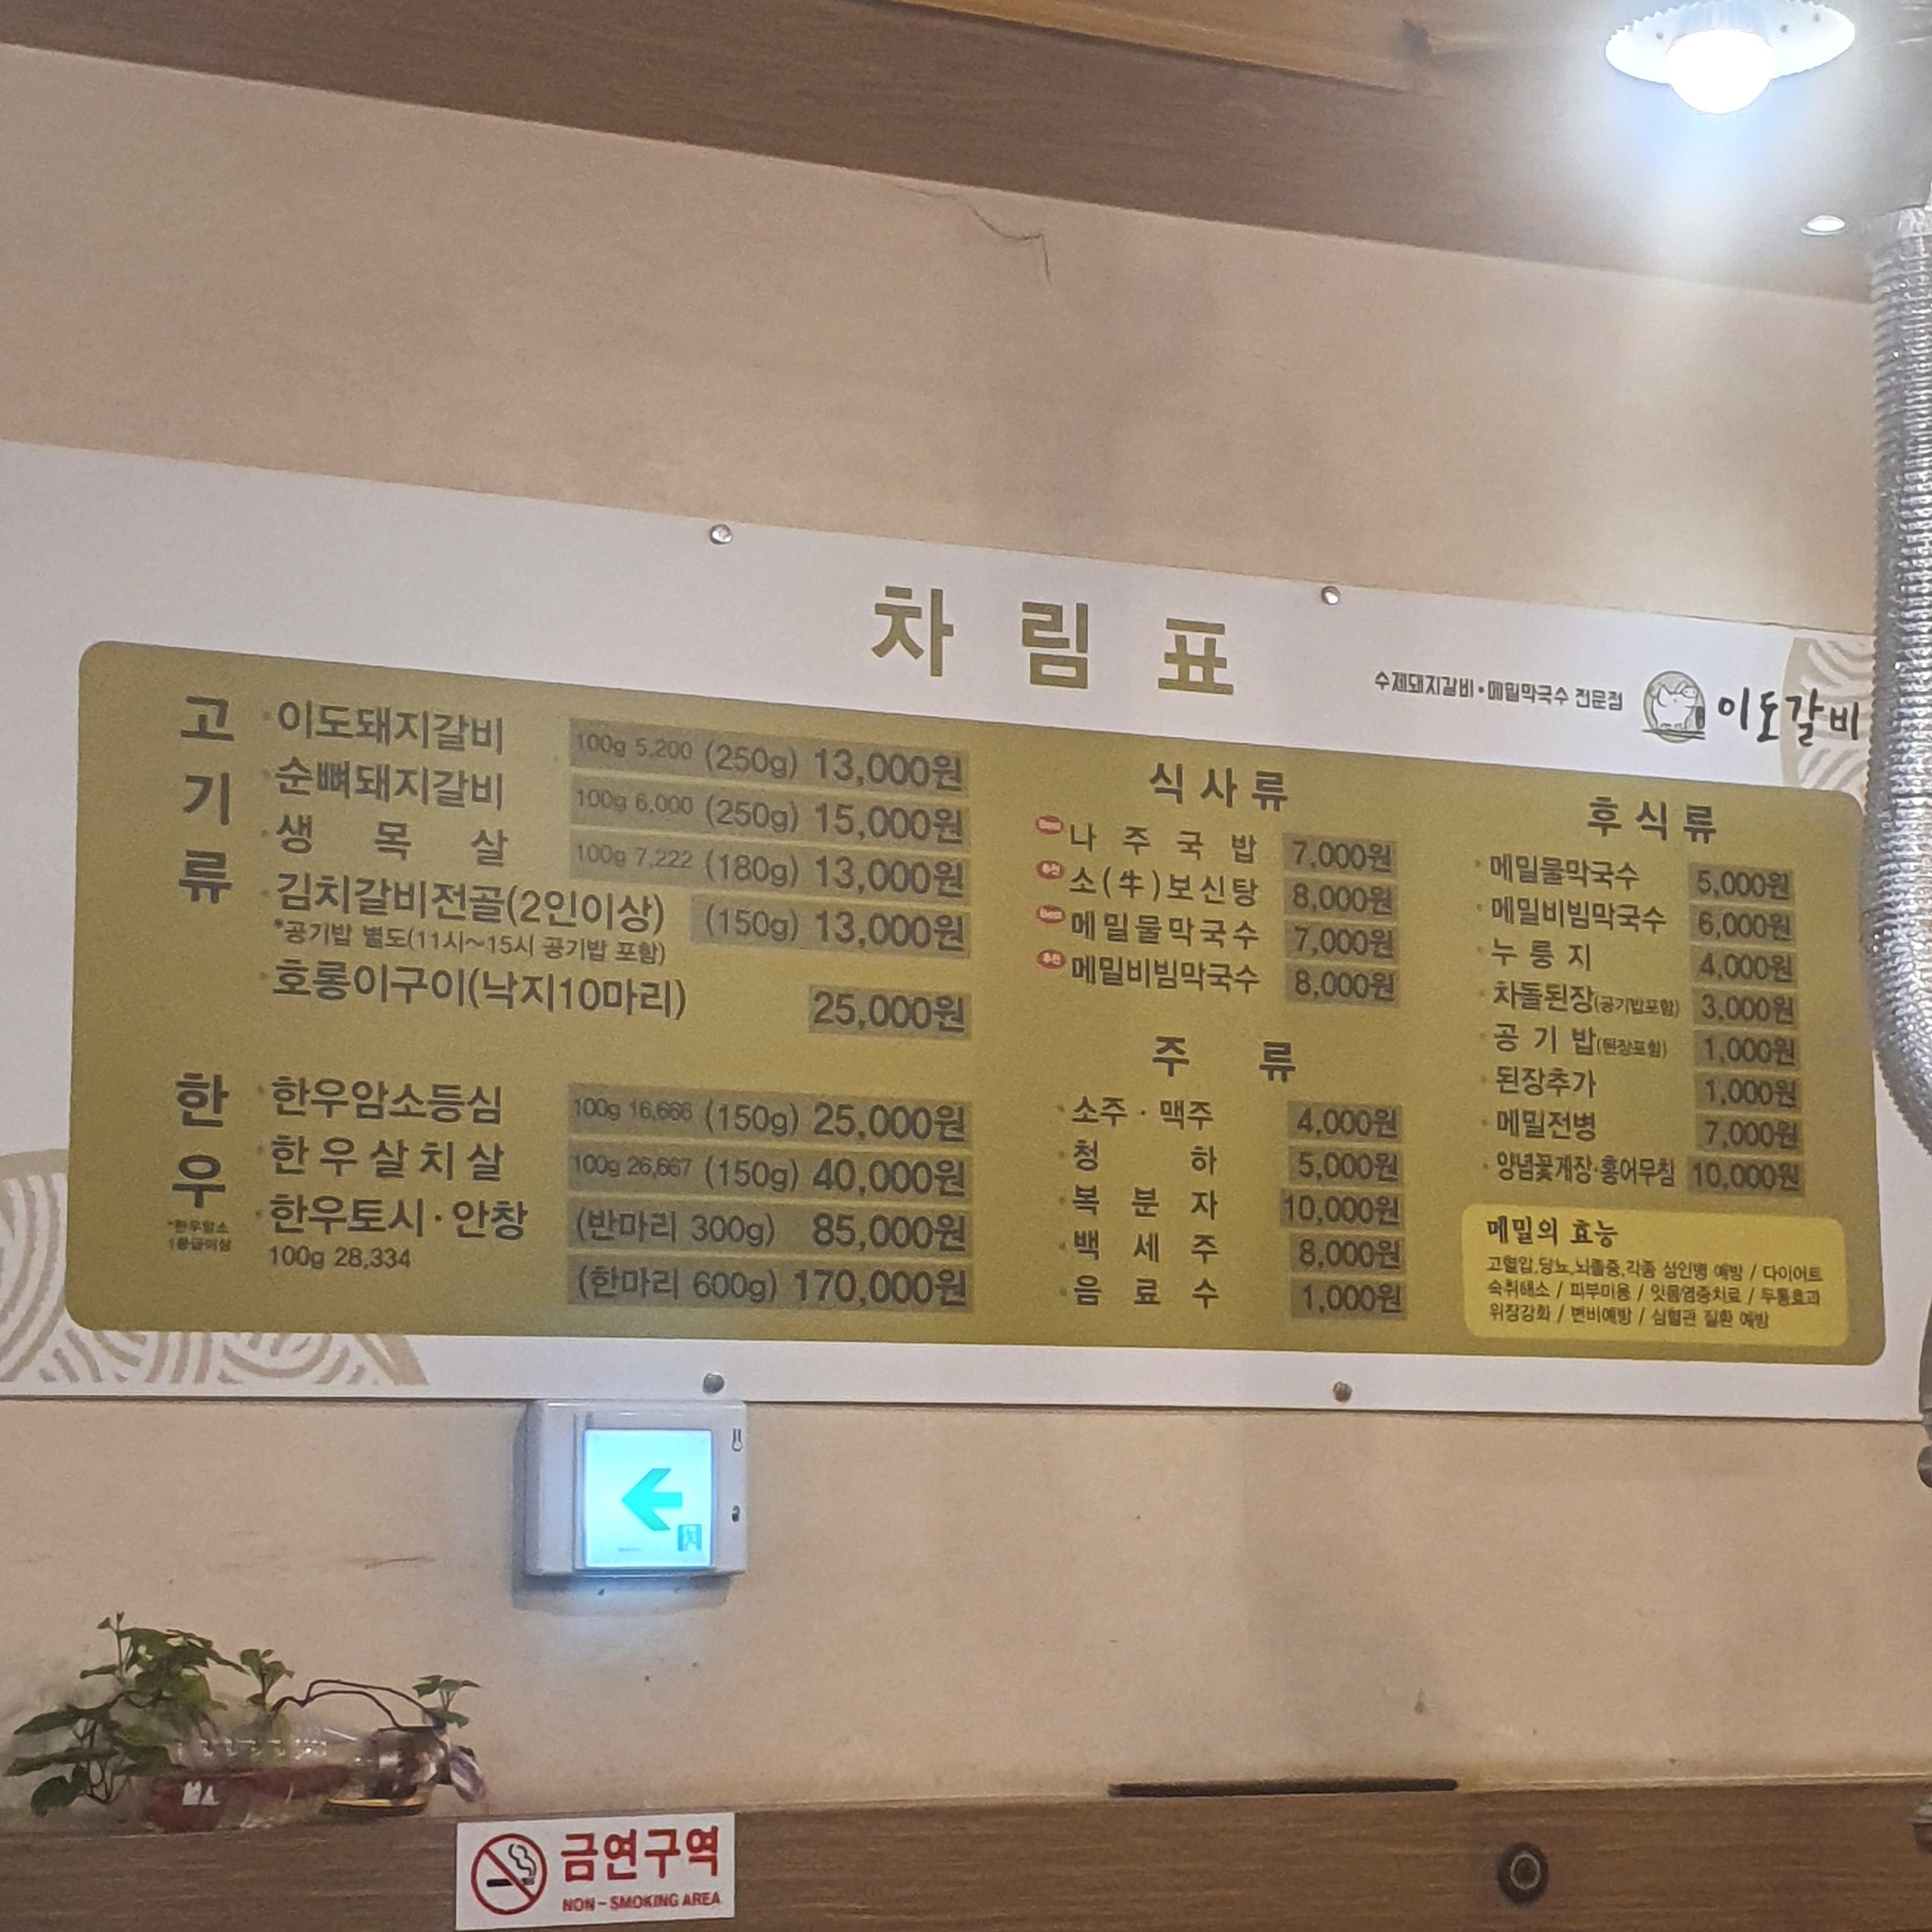 차림표
수제돼지갈비·메밀막국수 전문점
이도갈비
고기류
이도돼지갈비 100g 5,200 (250g) 13,000원
순뼈돼지갈비 100g 6,000 (250g) 15,000원
생목살 100g 7,222 (180g) 13,000원
김치갈비전골(2인이상) (150g) 13,000원
*공기밥 별도(11시~15시 공기밥 포함)
호롱이구이(낙지10마리) 25,000원
한우
*한우암소
1등급이상
한우암소등심 100g 16,666 (150g) 25,000원
한우살치살 100g 26,667 (150g) 40,000원
한우토시·안창 (반마리 300g) 85,000원
100g 28,334 (한마리 600g) 170,000원
식사류
Best 나주국밥 7,000원
추천 소(牛)보신탕 8,000원
Best 메밀물막국수 7,000원
추천 메밀비빔막국수 8,000원
주류
소주·맥주 4,000원
청하 5,000원
복분자 10,000원
백세주 8,000원
음료수 1,000원
후식류
메밀물막국수 5,000원
메밀비빔막국수 6,000원
누룽지 4,000원
차돌된장(공기밥포함) 3,000원
공기밥(된장포함) 1,000원
된장추가 1,000원
메밀전병 7,000원
양념꽃게장·홍어무침 10,000원
메밀의 효능
고혈압,당뇨,뇌졸중,각종 성인병 예방 / 다이어트
숙취해소 / 피부미용 / 잇몸염증치료 / 두통효과
위장강화 / 변비예방 / 심혈관 질환 예방
금연구역
NON-SMOKING AREA